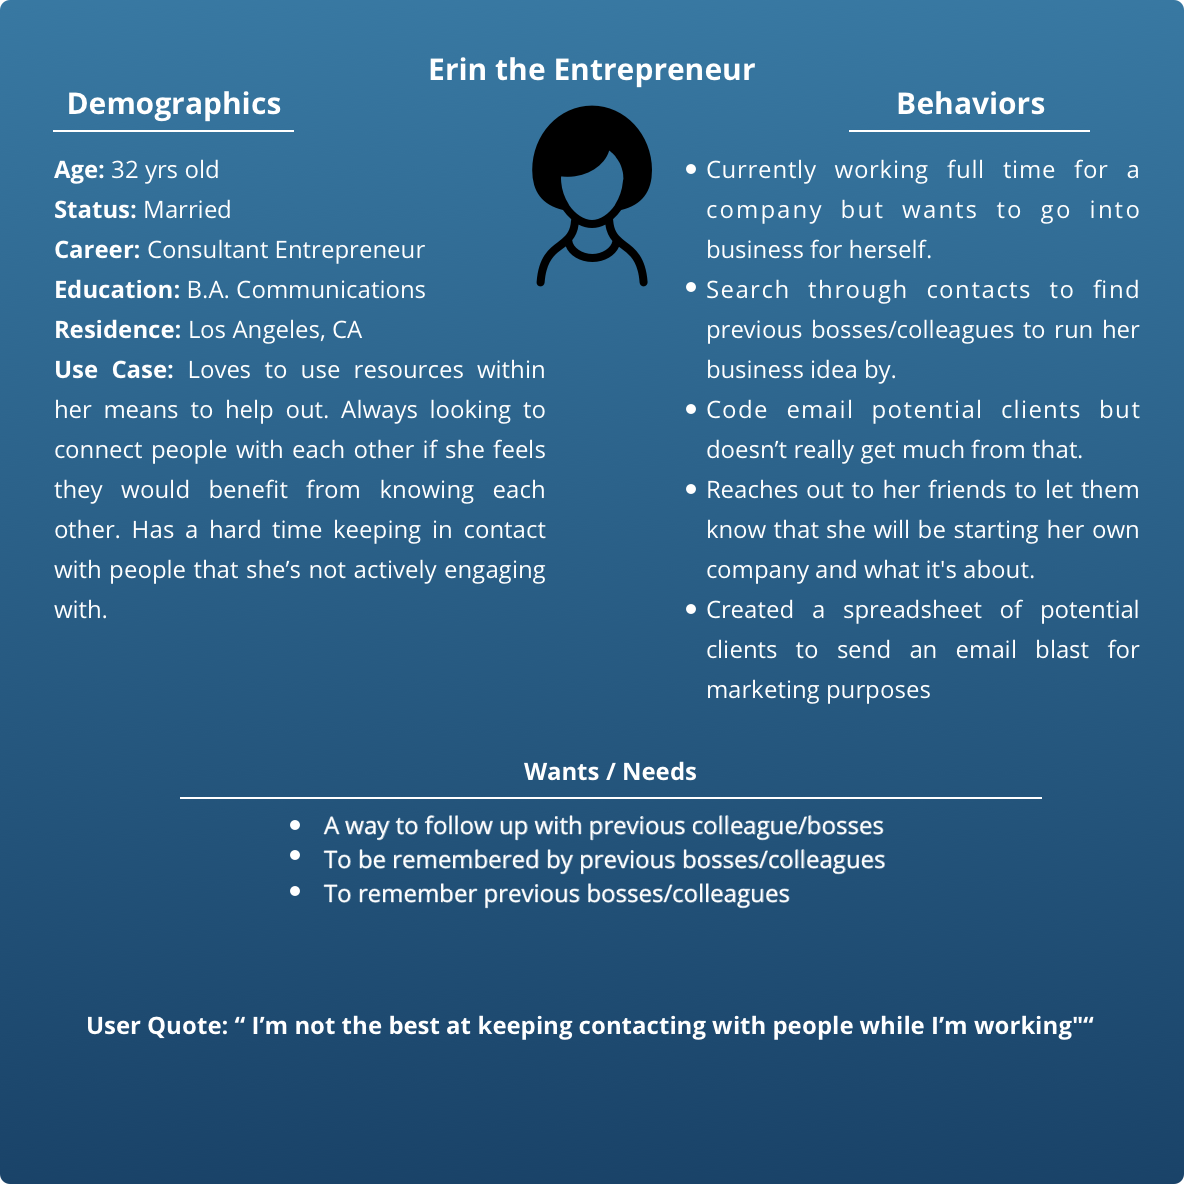 Erin the Entrepreneur
Demographics
Age: 32 yrs old
Status: Married
Career: Consultant Entrepreneur
Education: B.A. Communications
Residence: Los Angeles, CA
Use Case: Loves to use resources within
her means to help out. Always looking to
connect people with each other if she feels
they would benefit from knowing each
other. Has a hard time keeping in contact
with people that she’s not actively engaging
with.
Behaviors
• Currently working full time for a
company but wants to go into
business for herself.
• Search through contacts to find
previous bosses/colleagues to run her
business idea by.
• Code email potential clients but
doesn’t really get much from that.
• Reaches out to her friends to let them
know that she will be starting her own
company and what it's about.
• Created a spreadsheet of potential
clients to send an email blast for
marketing purposes
Wants / Needs
• A way to follow up with previous colleague/bosses
• To be remembered by previous bosses/colleagues
• To remember previous bosses/colleagues
User Quote: “ I’m not the best at keeping contacting with people while I’m working"“